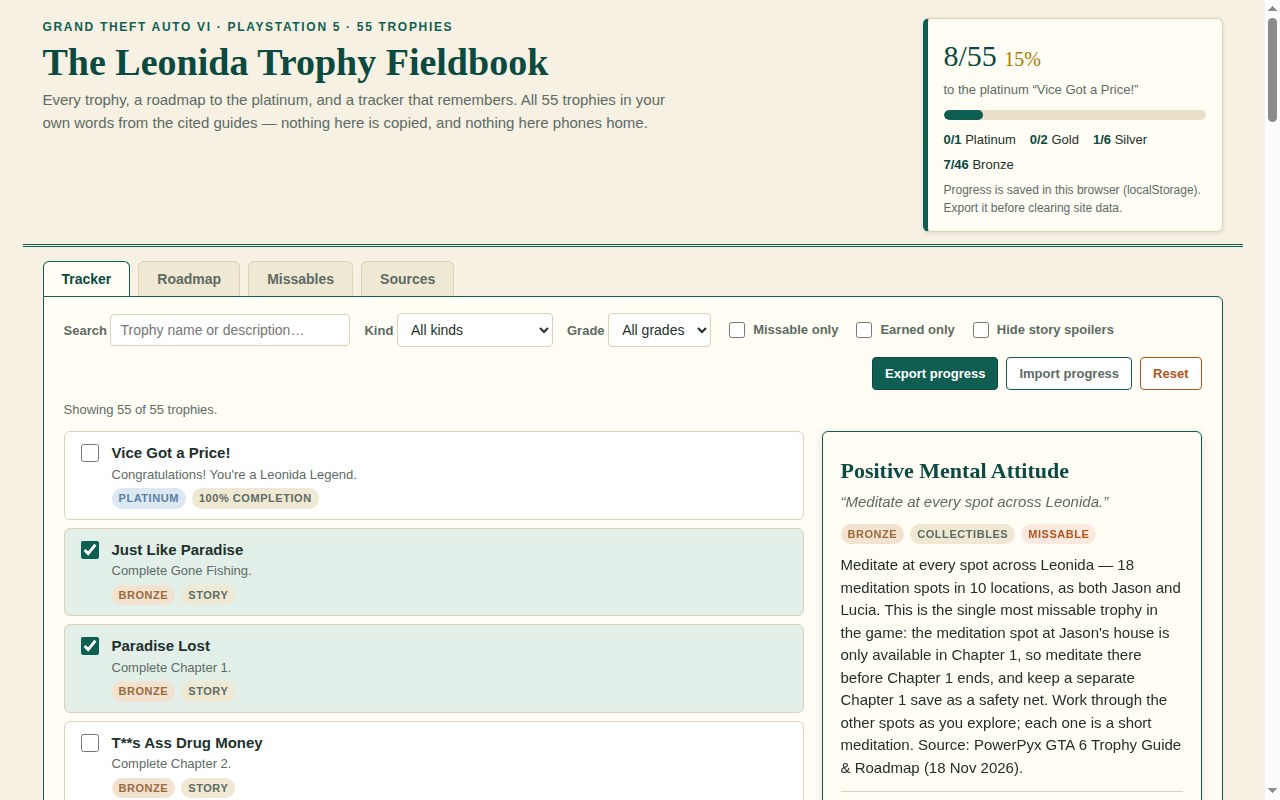 GRAND THEFT AUTO VI · PLAYSTATION 5 · 55 TROPHIES
The Leonida Trophy Fieldbook
Every trophy, a roadmap to the platinum, and a tracker that remembers. All 55 trophies in your
own words from the cited guides — nothing here is copied, and nothing here phones home.
8/55 15%
to the platinum “Vice Got a Price!”
0/1 Platinum 0/2 Gold 1/6 Silver
7/46 Bronze
Progress is saved in this browser (localStorage).
Export it before clearing site data.
Tracker Roadmap Missables Sources
Search Trophy name or description… Kind All kinds Grade All grades Missable only Earned only Hide story spoilers
Export progress Import progress Reset
Showing 55 of 55 trophies.
Vice Got a Price!
Congratulations! You're a Leonida Legend.
PLATINUM 100% COMPLETION
Just Like Paradise
Complete Gone Fishing.
BRONZE STORY
Paradise Lost
Complete Chapter 1.
BRONZE STORY
T**s Ass Drug Money
Complete Chapter 2.
BRONZE STORY
Positive Mental Attitude
“Meditate at every spot across Leonida.”
BRONZE COLLECTIBLES MISSABLE
Meditate at every spot across Leonida — 18
meditation spots in 10 locations, as both Jason and
Lucia. This is the single most missable trophy in
the game: the meditation spot at Jason's house is
only available in Chapter 1, so meditate there
before Chapter 1 ends, and keep a separate
Chapter 1 save as a safety net. Work through the
other spots as you explore; each one is a short
meditation. Source: PowerPyx GTA 6 Trophy Guide
& Roadmap (18 Nov 2026).